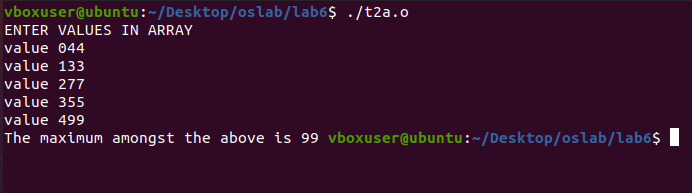 vboxuser@ubuntu:~/Desktop/oslab/lab6$ ./t2a.o
ENTER VALUES IN ARRAY
value 044
value 133
value 277
value 355
value 499
The maximum amongst the above is 99 vboxuser@ubuntu:~/Desktop/oslab/lab6$